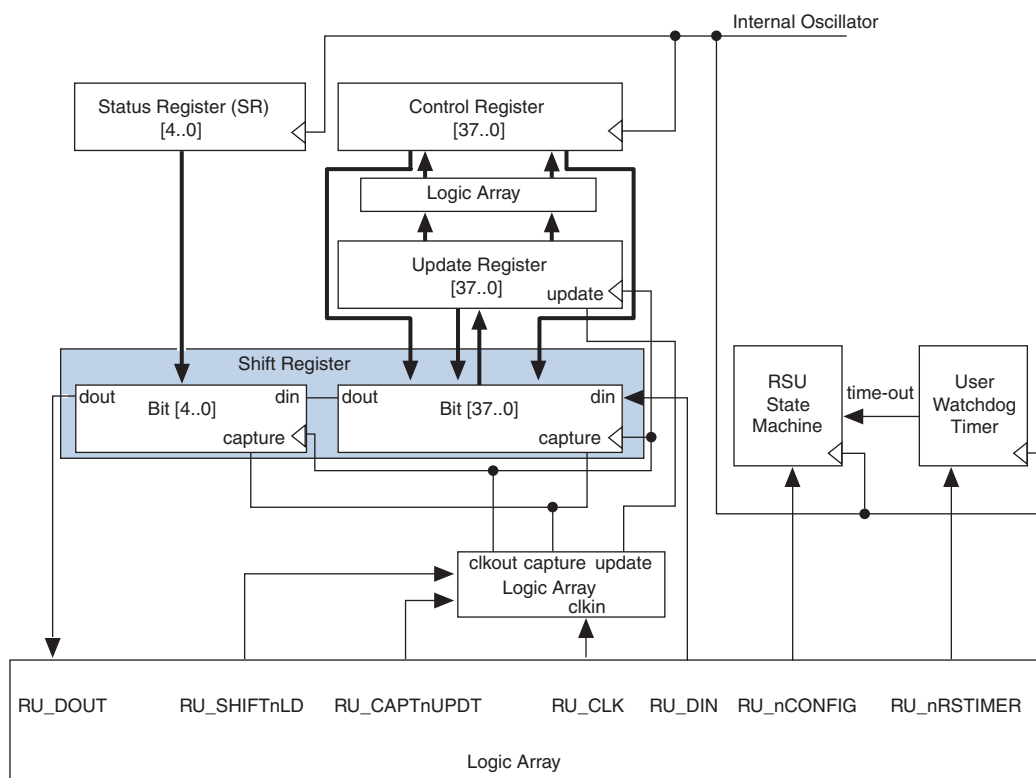 Internal Oscillator
Status Register (SR)
[4..0]
Control Register
[37..0]
Logic Array
Update Register
[37..0]
update
Shift Register
dout
Bit [4..0]
din
capture
dout
Bit [37..0]
din
capture
RSU
State
Machine
time-out
User
Watchdog
Timer
clkout capture update
Logic Array
clkin
RU_DOUT RU_SHIFTnLD RU_CAPTnUPDT RU_CLK RU_DIN RU_nCONFIG RU_nRSTIMER
Logic Array